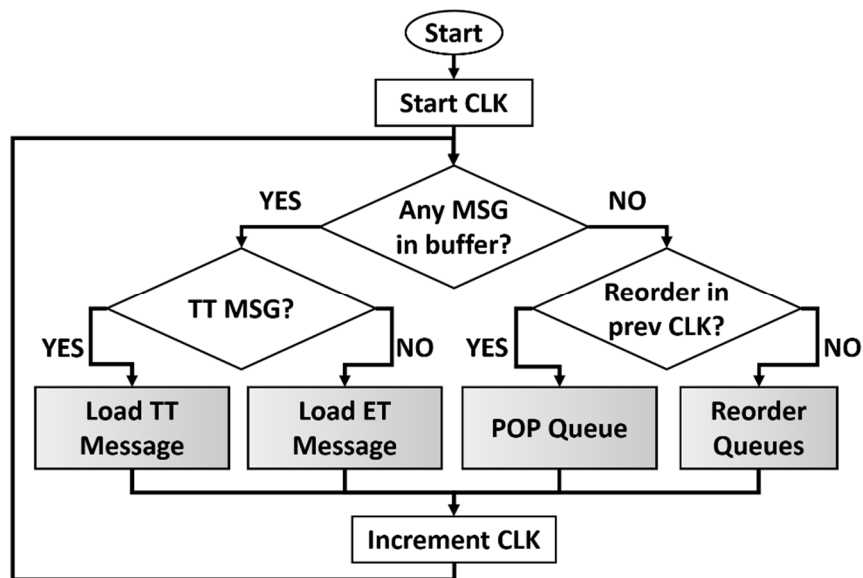 Start
Start CLK
YES
Any MSG
in buffer?
NO
TT MSG?
Reorder in
prev CLK?
YES
NO
YES
NO
Load TT
Message
Load ET
Message
POP Queue
Reorder
Queues
Increment CLK